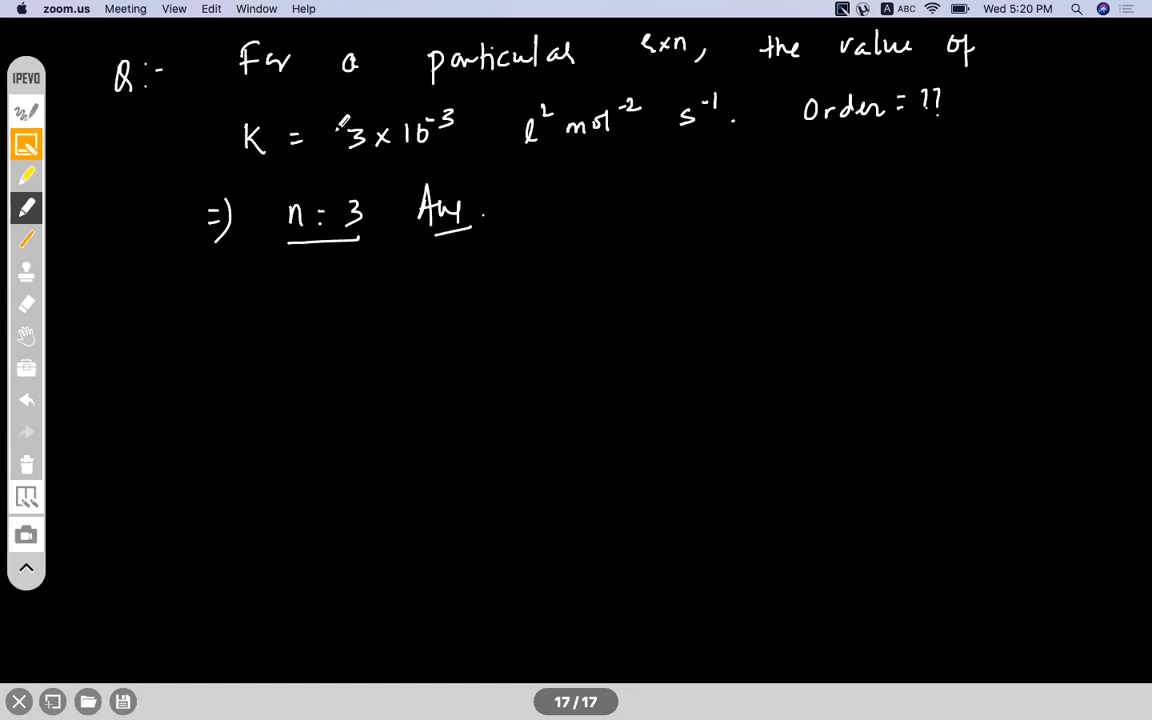 zoom.us Meeting View Edit Window Help A ABC Wed 5:20 PM
IPEVO
Q:- For a particular rxn, the value of
K = 3 × 10⁻³ l² mol⁻² s⁻¹. Order = ??
=) n = 3 Ans.
17/17